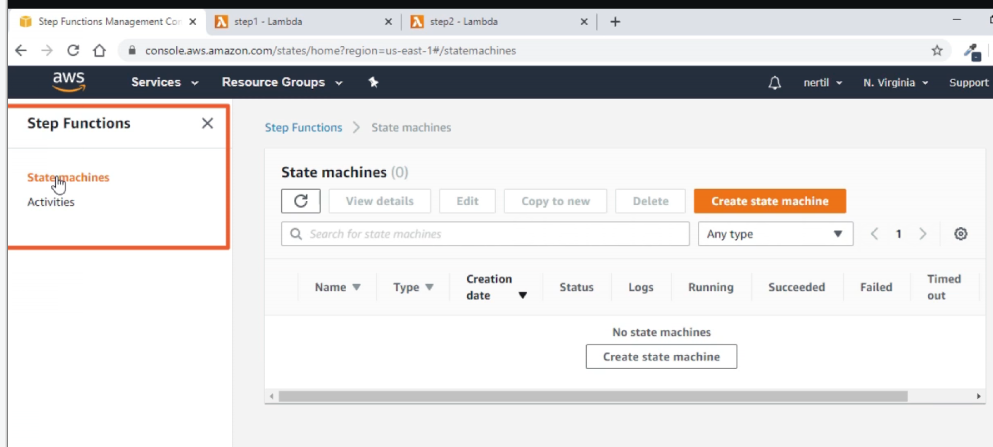 Step Functions Management Co
step1 - Lambda
step2 - Lambda
console.aws.amazon.com/states/home?region=us-east-1#/statemachines
aws
Services
Resource Groups
nertil
N. Virginia
Support
Step Functions
State machines
Activities
Step Functions > State machines
State machines (0)
View details
Edit
Copy to new
Delete
Create state machine
Search for state machines
Any type
1
Name
Type
Creation date
Status
Logs
Running
Succeeded
Failed
Timed out
No state machines
Create state machine